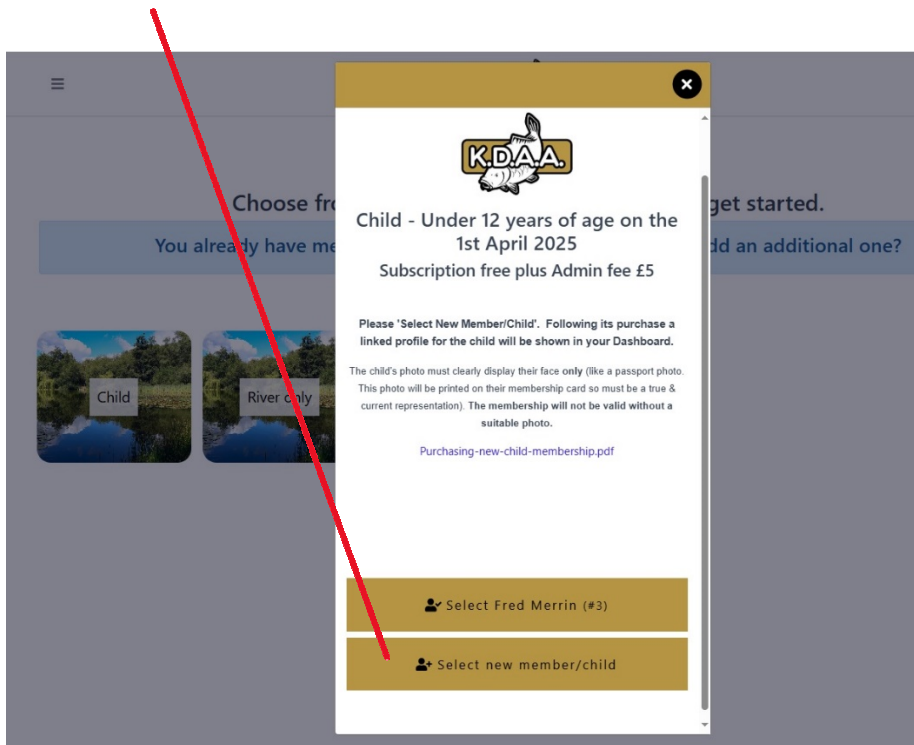 K.D.A.A.
Choose fro
get started.
You already have me
dd an additional one?
Child
River only
Child - Under 12 years of age on the
1st April 2025
Subscription free plus Admin fee £5
Please 'Select New Member/Child'. Following its purchase a
linked profile for the child will be shown in your Dashboard.
The child's photo must clearly display their face only (like a passport photo.
This photo will be printed on their membership card so must be a true &
current representation). The membership will not be valid without a
suitable photo.
Purchasing-new-child-membership.pdf
Select Fred Merrin (#3)
Select new member/child